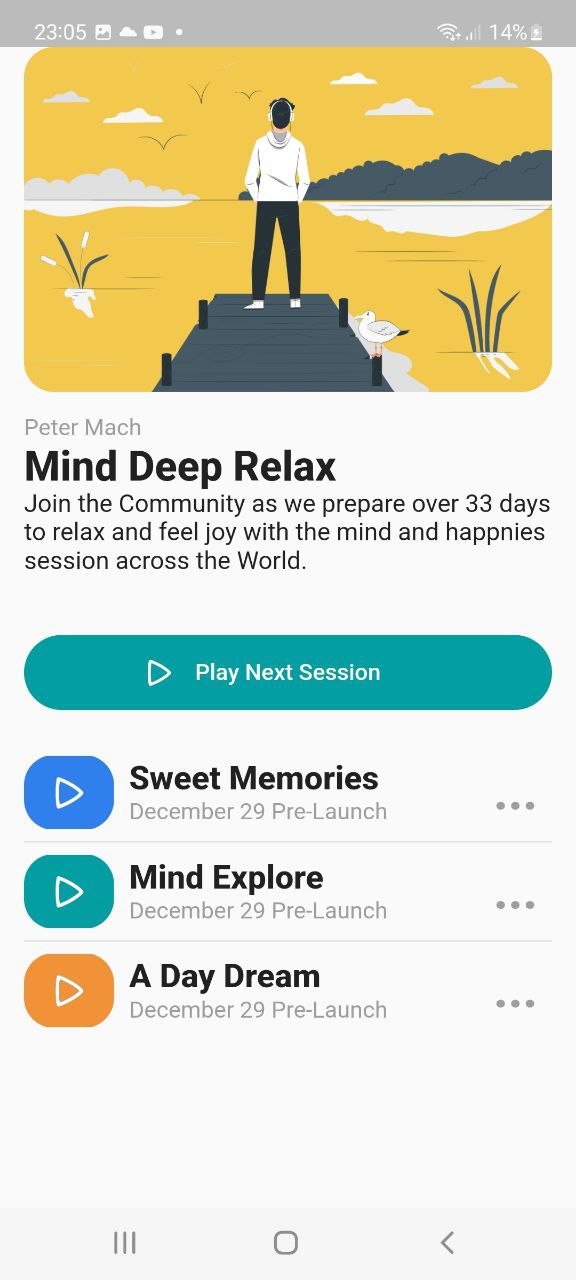 23:05 14%
Peter Mach
Mind Deep Relax
Join the Community as we prepare over 33 days
to relax and feel joy with the mind and happnies
session across the World.
Play Next Session
Sweet Memories
December 29 Pre-Launch
Mind Explore
December 29 Pre-Launch
A Day Dream
December 29 Pre-Launch